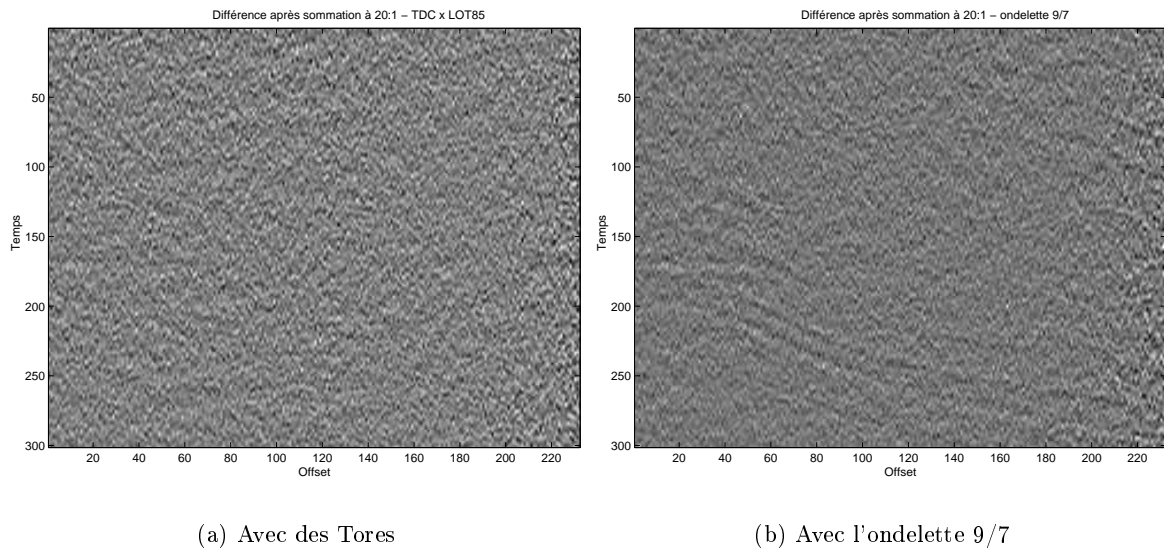 Différence après sommation à 20:1 – TDC x LOT85
50
100
150
200
250
300
Temps
20 40 60 80 100 120 140 160 180 200 220
Offset
(a) Avec des Tores
Différence après sommation à 20:1 – ondelette 9/7
50
100
150
200
250
300
Temps
20 40 60 80 100 120 140 160 180 200 220
Offset
(b) Avec l'ondelette 9/7